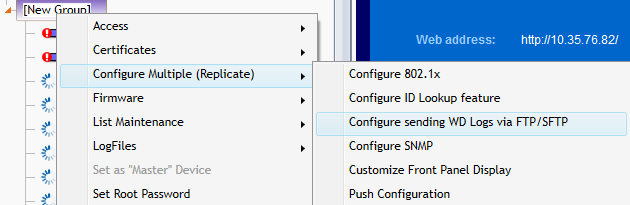 [New Group]
Access
Certificates
Configure Multiple (Replicate)
Firmware
List Maintenance
LogFiles
Set as "Master" Device
Set Root Password
Web address: http://10.35.76.82/
Configure 802.1x
Configure ID Lookup feature
Configure sending WD Logs via FTP/SFTP
Configure SNMP
Customize Front Panel Display
Push Configuration